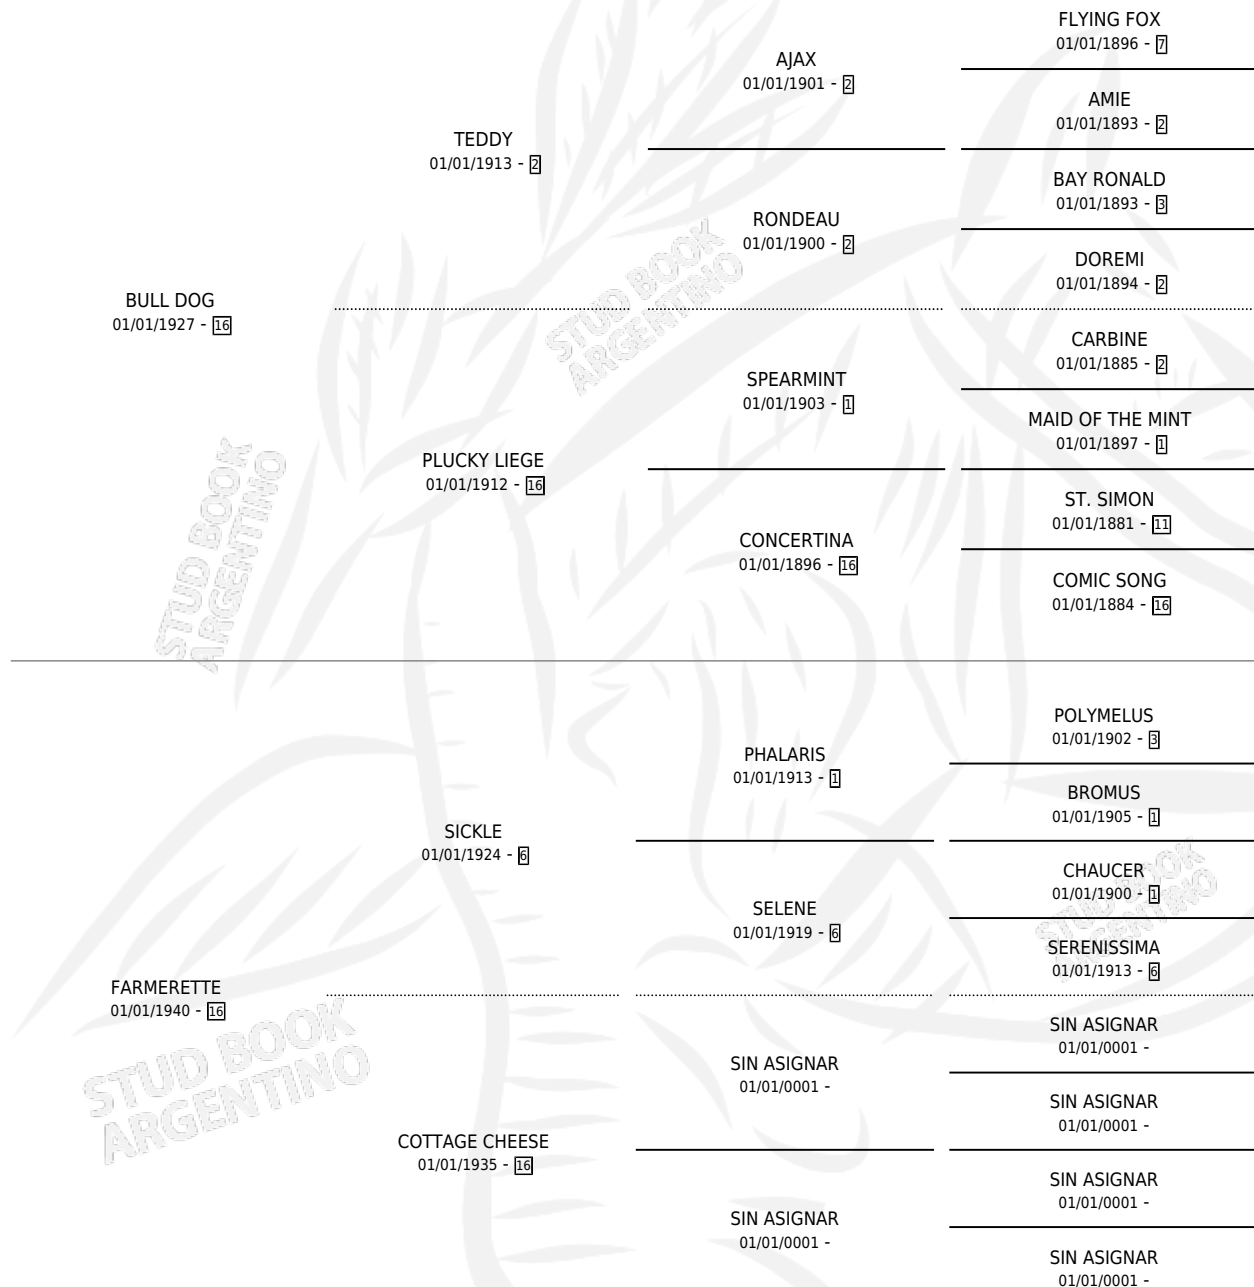 FLYING FOX
01/01/1896 - 7
AJAX
01/01/1901 - 2
AMIE
01/01/1893 - 2
TEDDY
01/01/1913 - 2
BAY RONALD
01/01/1893 - 3
RONDEAU
01/01/1900 - 2
DOREMI
01/01/1894 - 2
BULL DOG
01/01/1927 - 16
CARBINE
01/01/1885 - 2
SPEARMINT
01/01/1903 - 1
MAID OF THE MINT
01/01/1897 - 1
PLUCKY LIEGE
01/01/1912 - 16
ST. SIMON
01/01/1881 - 11
CONCERTINA
01/01/1896 - 16
COMIC SONG
01/01/1884 - 16
POLYMELUS
01/01/1902 - 3
PHALARIS
01/01/1913 - 1
BROMUS
01/01/1905 - 1
SICKLE
01/01/1924 - 6
CHAUCER
01/01/1900 - 1
SELENE
01/01/1919 - 6
SERENISSIMA
01/01/1913 - 6
FARMERETTE
01/01/1940 - 16
SIN ASIGNAR
01/01/0001 -
SIN ASIGNAR
01/01/0001 -
SIN ASIGNAR
01/01/0001 -
COTTAGE CHEESE
01/01/1935 - 16
SIN ASIGNAR
01/01/0001 -
SIN ASIGNAR
01/01/0001 -
SIN ASIGNAR
01/01/0001 -
STUD BOOK
ARGENTINO
STUD BOOK
ARGENTINO
STUD BOOK
ARGENTINO
STUD BOOK
ARGENTINO